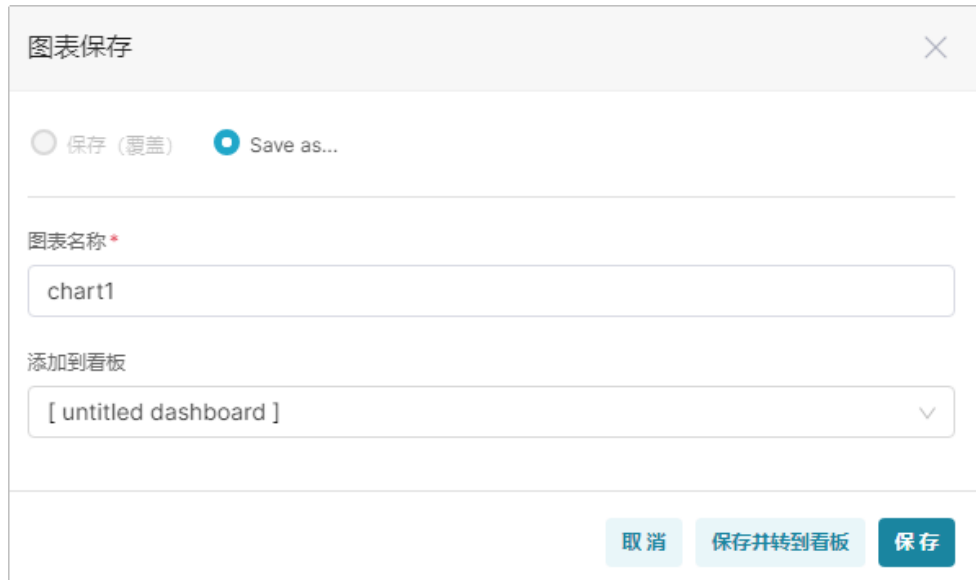 图表保存
保存（覆盖） Save as...
图表名称*
chart1
添加到看板
[ untitled dashboard ]
取消 保存并转到看板 保存